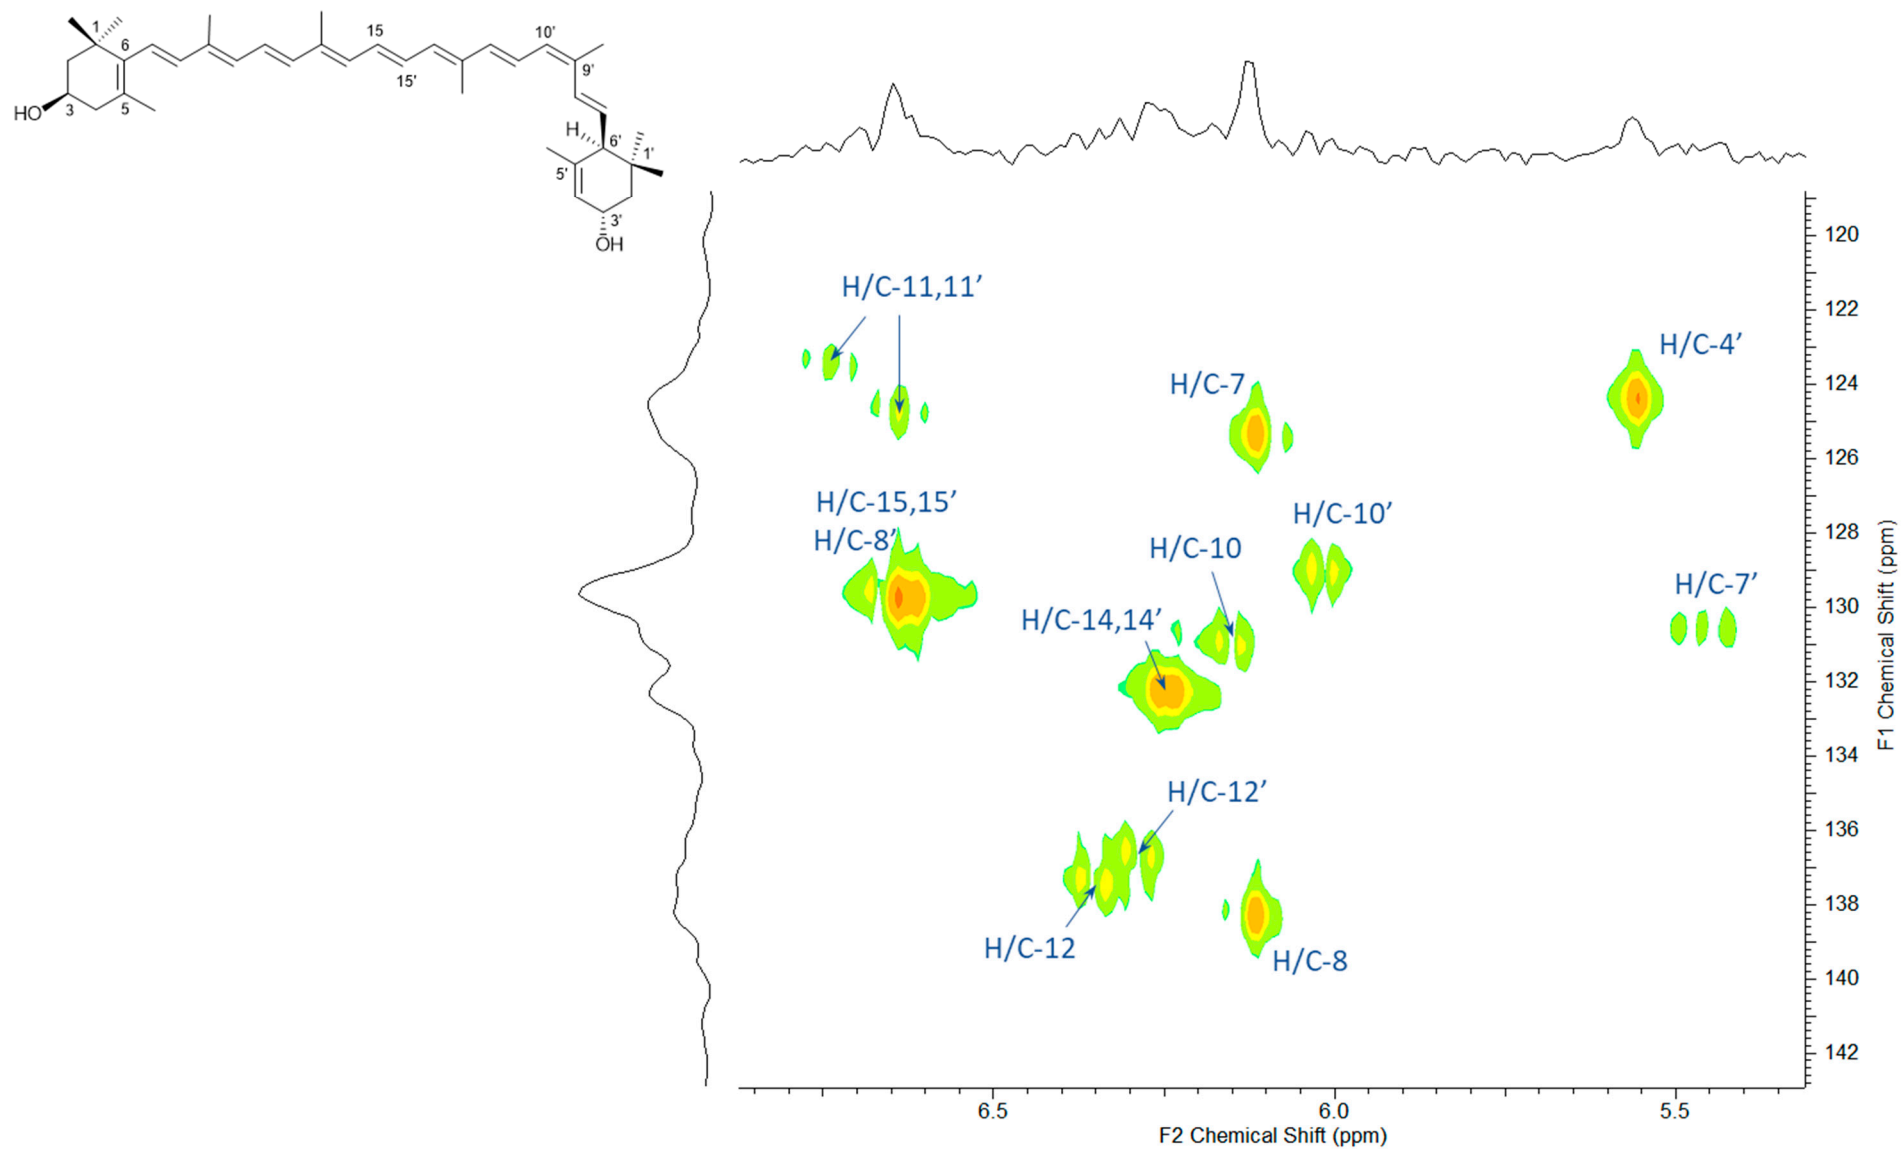 1
6
15
10'
9'
15'
HO
3
5
H
6'
1'
5'
3'
OH
120
122
124
126
128
130
132
134
136
138
140
142
F1 Chemical Shift (ppm)
H/C-11,11’
H/C-4’
H/C-7
H/C-15,15’
H/C-8’
H/C-10’
H/C-10
H/C-7’
H/C-14,14’
H/C-12’
H/C-12
H/C-8
6.5
6.0
5.5
F2 Chemical Shift (ppm)